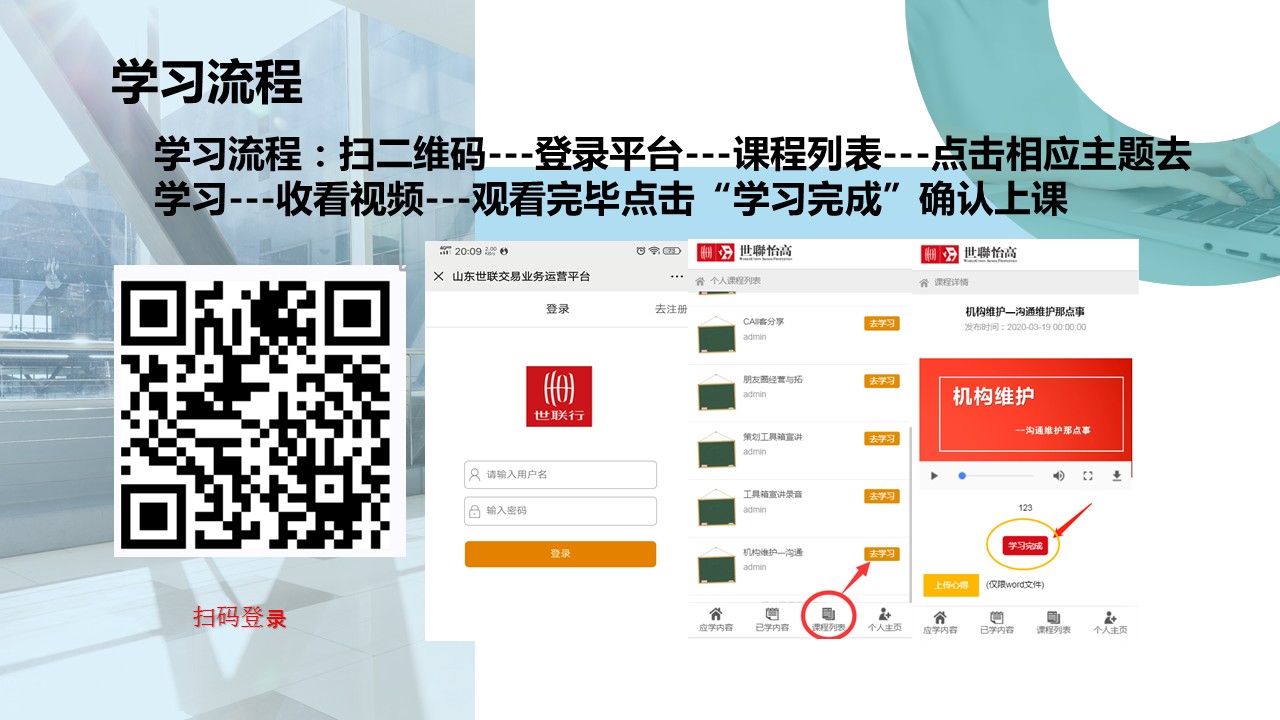 学习流程
学习流程：扫二维码---登录平台---课程列表---点击相应主题去
学习---收看视频---观看完毕点击“学习完成”确认上课
扫码登录
20:09
山东世联交易业务运营平台
登录
去注册
世联行
请输入用户名
输入密码
登录
世聯怡高
个人课程列表
CAll客分享
去学习
admin
朋友圈经营与拓
去学习
admin
策划工具箱宣讲
去学习
admin
工具箱宣讲录音
去学习
admin
机构维护—沟通
去学习
admin
应学内容
已学内容
课程列表
个人主页
世聯怡高
课程详情
机构维护—沟通维护那点事
发布时间：2020-03-19 00:00:00
机构维护
--沟通维护那点事
123
学习完成
上传心得
(仅限word文件)
应学内容
已学内容
课程列表
个人主页